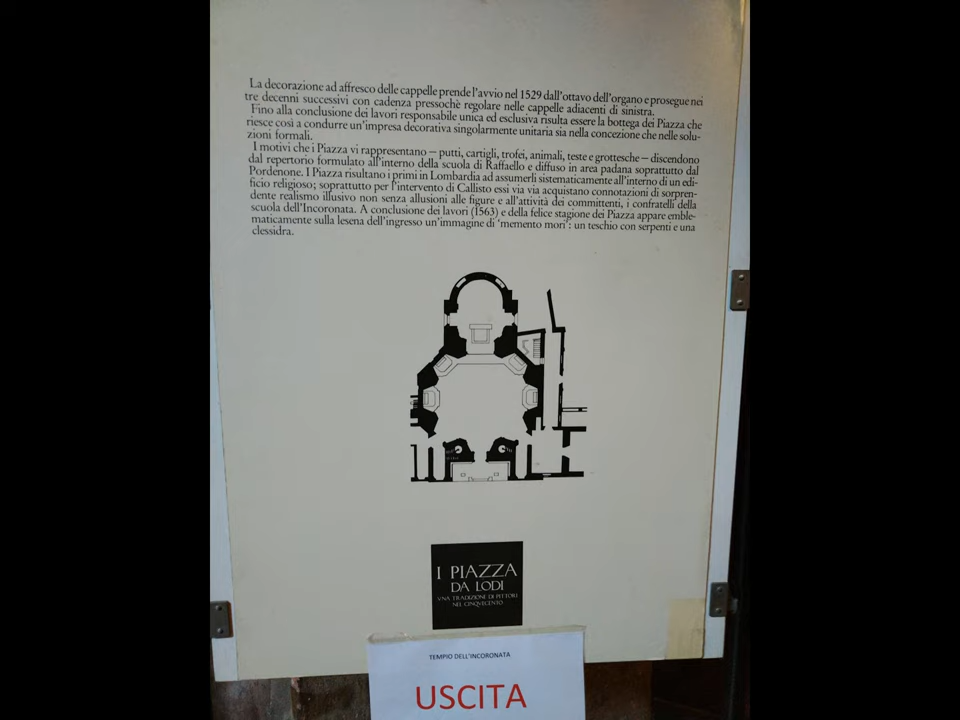 La decorazione ad affresco delle cappelle prende l'avvio nel 1529 dall'ottavo dell'organo e prosegue nei
tre decenni successivi con cadenza pressochè regolare nelle cappelle adiacenti di sinistra.
Fino alla conclusione dei lavori responsabile unica ed esclusiva risulta essere la bottega dei Piazza che
riesce così a condurre un'impresa decorativa singolarmente unitaria sia nella concezione che nelle solu-
zioni formali.
I motivi che i Piazza vi rappresentano — putti, cartigli, trofei, animali, teste e grottesche — discendono
dal repertorio formulato all'interno della scuola di Raffaello e diffuso in area padana soprattutto dal
Pordenone. I Piazza risultano i primi in Lombardia ad assumerli sistematicamente all'interno di un edi-
ficio religioso; soprattutto per l'intervento di Callisto essi via via acquistano connotazioni di sorpren-
dente realismo illusivo non senza allusioni alle figure e all'attività dei committenti, i confratelli della
scuola dell'Incoronata. A conclusione dei lavori (1563) e della felice stagione dei Piazza appare emble-
maticamente sulla lesena dell'ingresso un'immagine di 'memento mori': un teschio con serpenti e una
clessidra.
I PIAZZA
DA LODI
VNA TRADIZIONE DI PITTORI
NEL CINQVECENTO
TEMPIO DELL'INCORONATA
USCITA